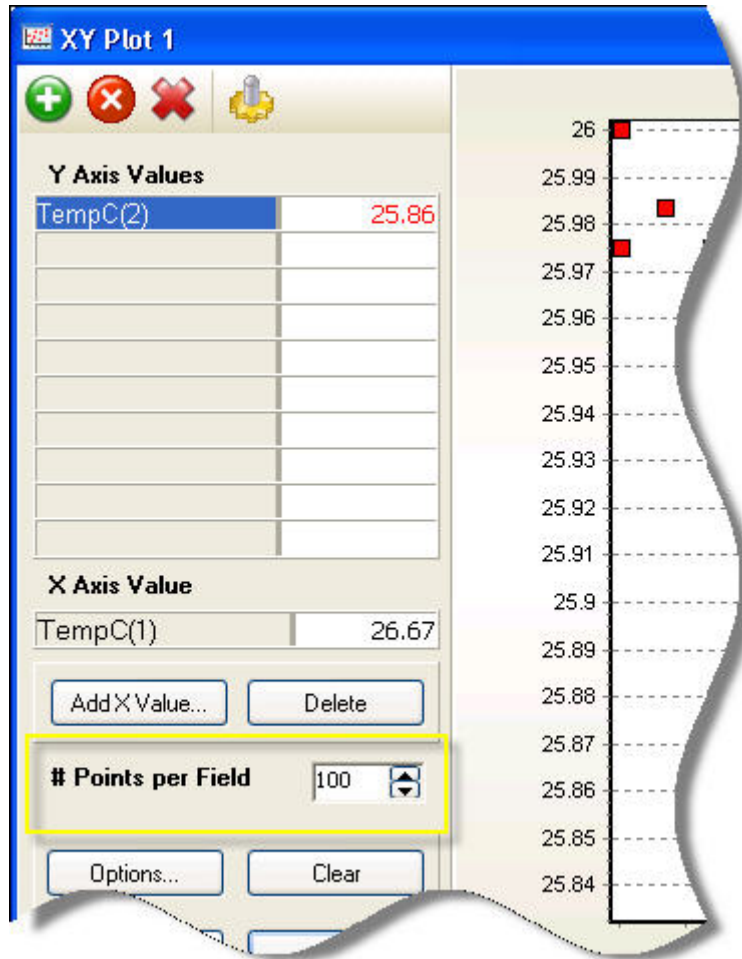 XY Plot 1
Y Axis Values
TempC(2) 25.86
X Axis Value
TempC(1) 26.67
Add X Value... Delete
# Points per Field 100
Options... Clear
26
25.99
25.98
25.97
25.96
25.95
25.94
25.93
25.92
25.91
25.9
25.89
25.88
25.87
25.86
25.85
25.84